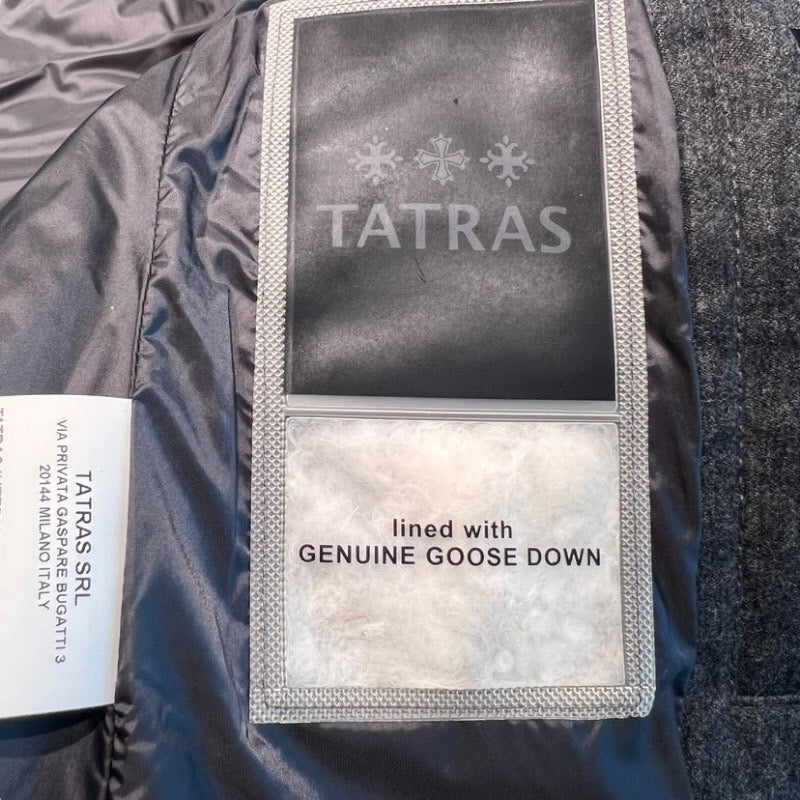 TATRAS
lined with
GENUINE GOOSE DOWN
TATRAS SRL
VIA PRIVATA GASPARE BUGATTI 3
20144 MILANO ITALY